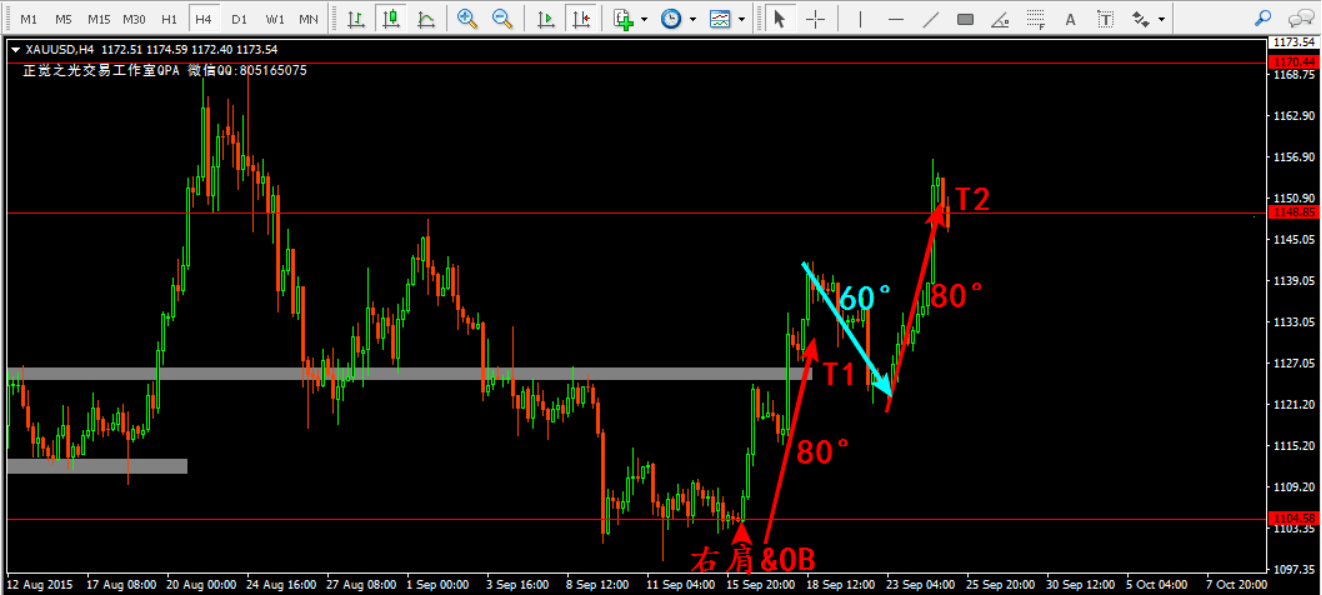 M1 M5 M15 M30 H1 H4 D1 W1 MN
F A T
XAUUSD,H4 1172.51 1174.59 1172.40 1173.54
正觉之光交易工作室QPA 微信QQ:805165075
1173.54
1170.44
1168.75
1162.90
1156.90
1150.90
1148.85
1145.05
1139.05
1133.05
1127.05
1121.20
1115.20
1109.20
1104.58
1103.35
1097.35
T2
60°
80°
T1
80°
右肩&OB
12 Aug 2015 17 Aug 08:00 20 Aug 00:00 24 Aug 16:00 27 Aug 08:00 1 Sep 00:00 3 Sep 16:00 8 Sep 12:00 11 Sep 04:00 15 Sep 20:00 18 Sep 12:00 23 Sep 04:00 25 Sep 20:00 30 Sep 12:00 5 Oct 04:00 7 Oct 20:00